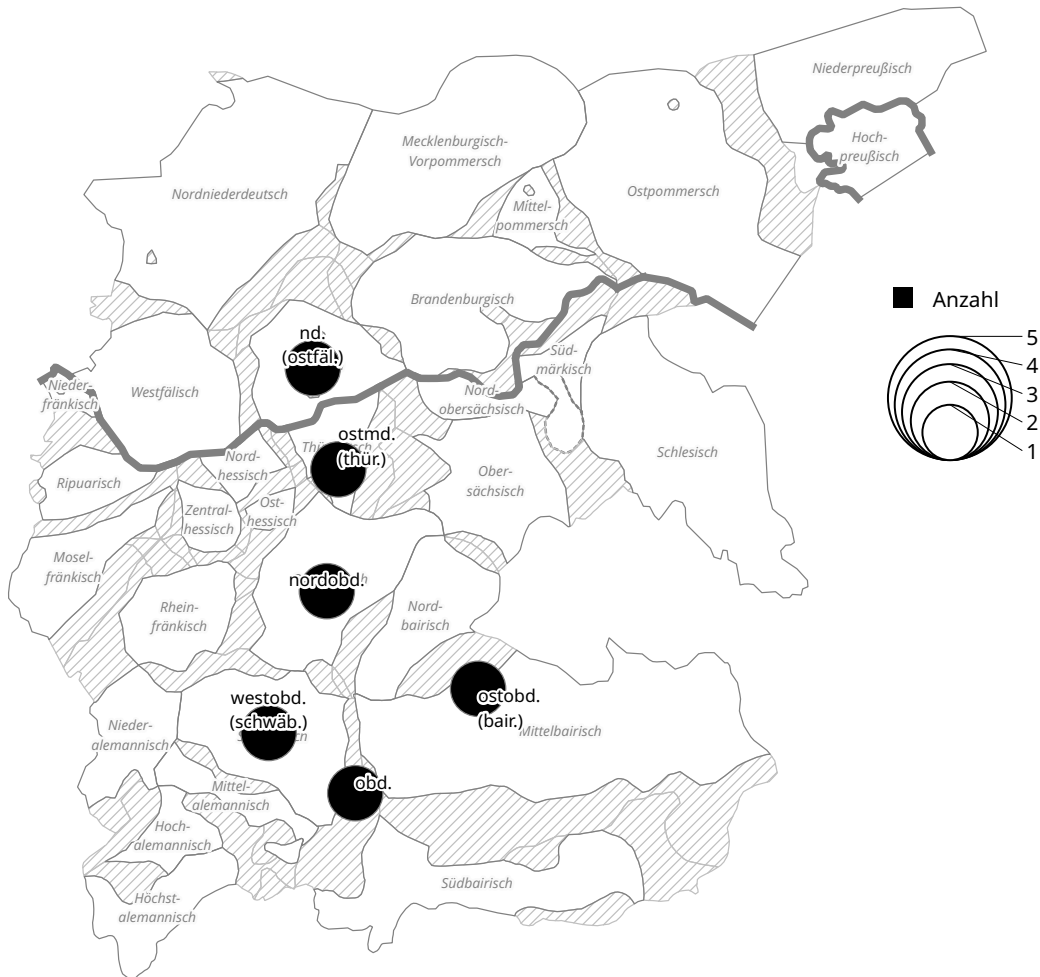 Niederpreußisch
Hoch-
preußisch
Mecklenburgisch-
Vorpommersch
Nordniederdeutsch
Ostpommersch
Mittel-
pommersch
Brandenburgisch
Anzahl
5
4
3
2
1
nd.
(ostfäl.)
Süd-
märkisch
Nieder-
fränkisch
Westfälisch
Nord-
obersächsisch
ostmd.
(thür.)
Nord-
hessisch
Schlesisch
Ober-
sächsisch
Ripuarisch
Ost-
hessisch
Zentral-
hessisch
Mosel-
fränkisch
nordobd.
Nord-
bairisch
Rhein-
fränkisch
westobd.
(schwäb.)
ostobd.
(bair.)
Mittelbairisch
Nieder-
alemannisch
obd.
Mittel-
alemannisch
Hoch-
alemannisch
Südbairisch
Höchst-
alemannisch